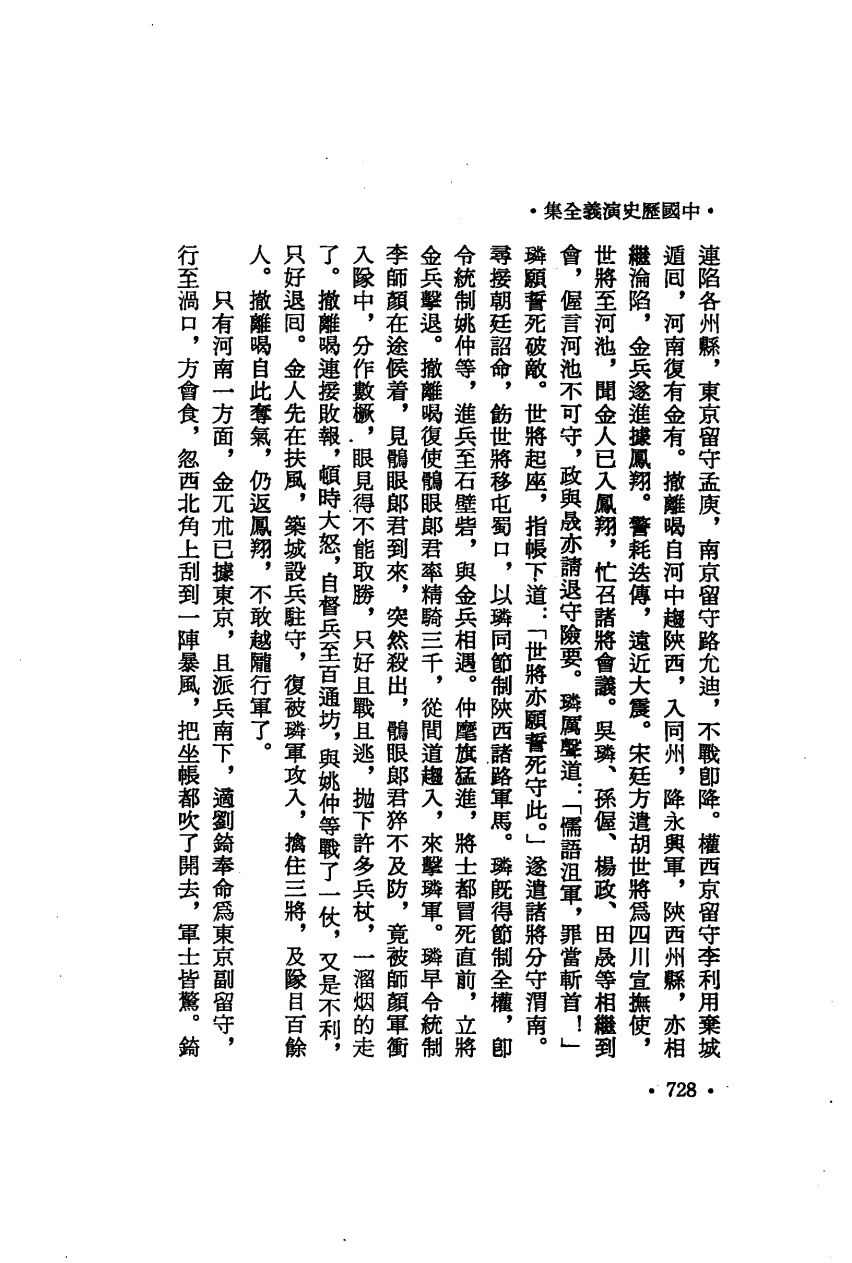 •中國歷史演義全集•
連陷各州縣，東京留守孟庾，南京留守路允迪，不戰卽降。權西京留守李利用棄城
遁回，河南復有金有。撤離喝自河中趨陝西，入同州，降永興軍，陝西州縣，亦相
繼淪陷，金兵遂進據鳳翔。警耗迭傳，遠近大震。宋廷方遣胡世將爲四川宣撫使，
世將至河池，聞金人已入鳳翔，忙召諸將會議。吳璘、孫偓、楊政、田晟等相繼到
會，偓言河池不可守，政與晟亦請退守險要。璘厲聲道：「懦語沮軍，罪當斬首！」
璘願誓死破敵。世將起座，指帳下道：「世將亦願誓死守此。」遂遣諸將分守渭南。
尋接朝廷詔命，飭世將移屯蜀口，以璘同節制陝西諸路軍馬。璘旣得節制全權，卽
令統制姚仲等，進兵至石壁砦，與金兵相遇。仲麾旗猛進，將士都冒死直前，立將
金兵擊退。撤離喝復使鶻眼郎君率精騎三千，從間道趨入，來擊璘軍。璘早令統制
李師顏在途候着，見鶻眼郎君到來，突然殺出，鶻眼郎君猝不及防，竟被師顏軍衝
入隊中，分作數橛，眼見得不能取勝，只好且戰且逃，拋下許多兵杖，一溜烟的走
了。撤離喝連接敗報，頓時大怒，自督兵至百通坊，與姚仲等戰了一仗，又是不利，
只好退回。金人先在扶風，築城設兵駐守，復被璘軍攻入，擒住三將，及隊目百餘
人。撤離喝自此奪氣，仍返鳳翔，不敢越隴行軍了。
只有河南一方面，金兀朮已據東京，且派兵南下，適劉錡奉命爲東京副留守，
行至渦口，方會食，忽西北角上刮到一陣暴風，把坐帳都吹了開去，軍士皆驚。錡
•728•